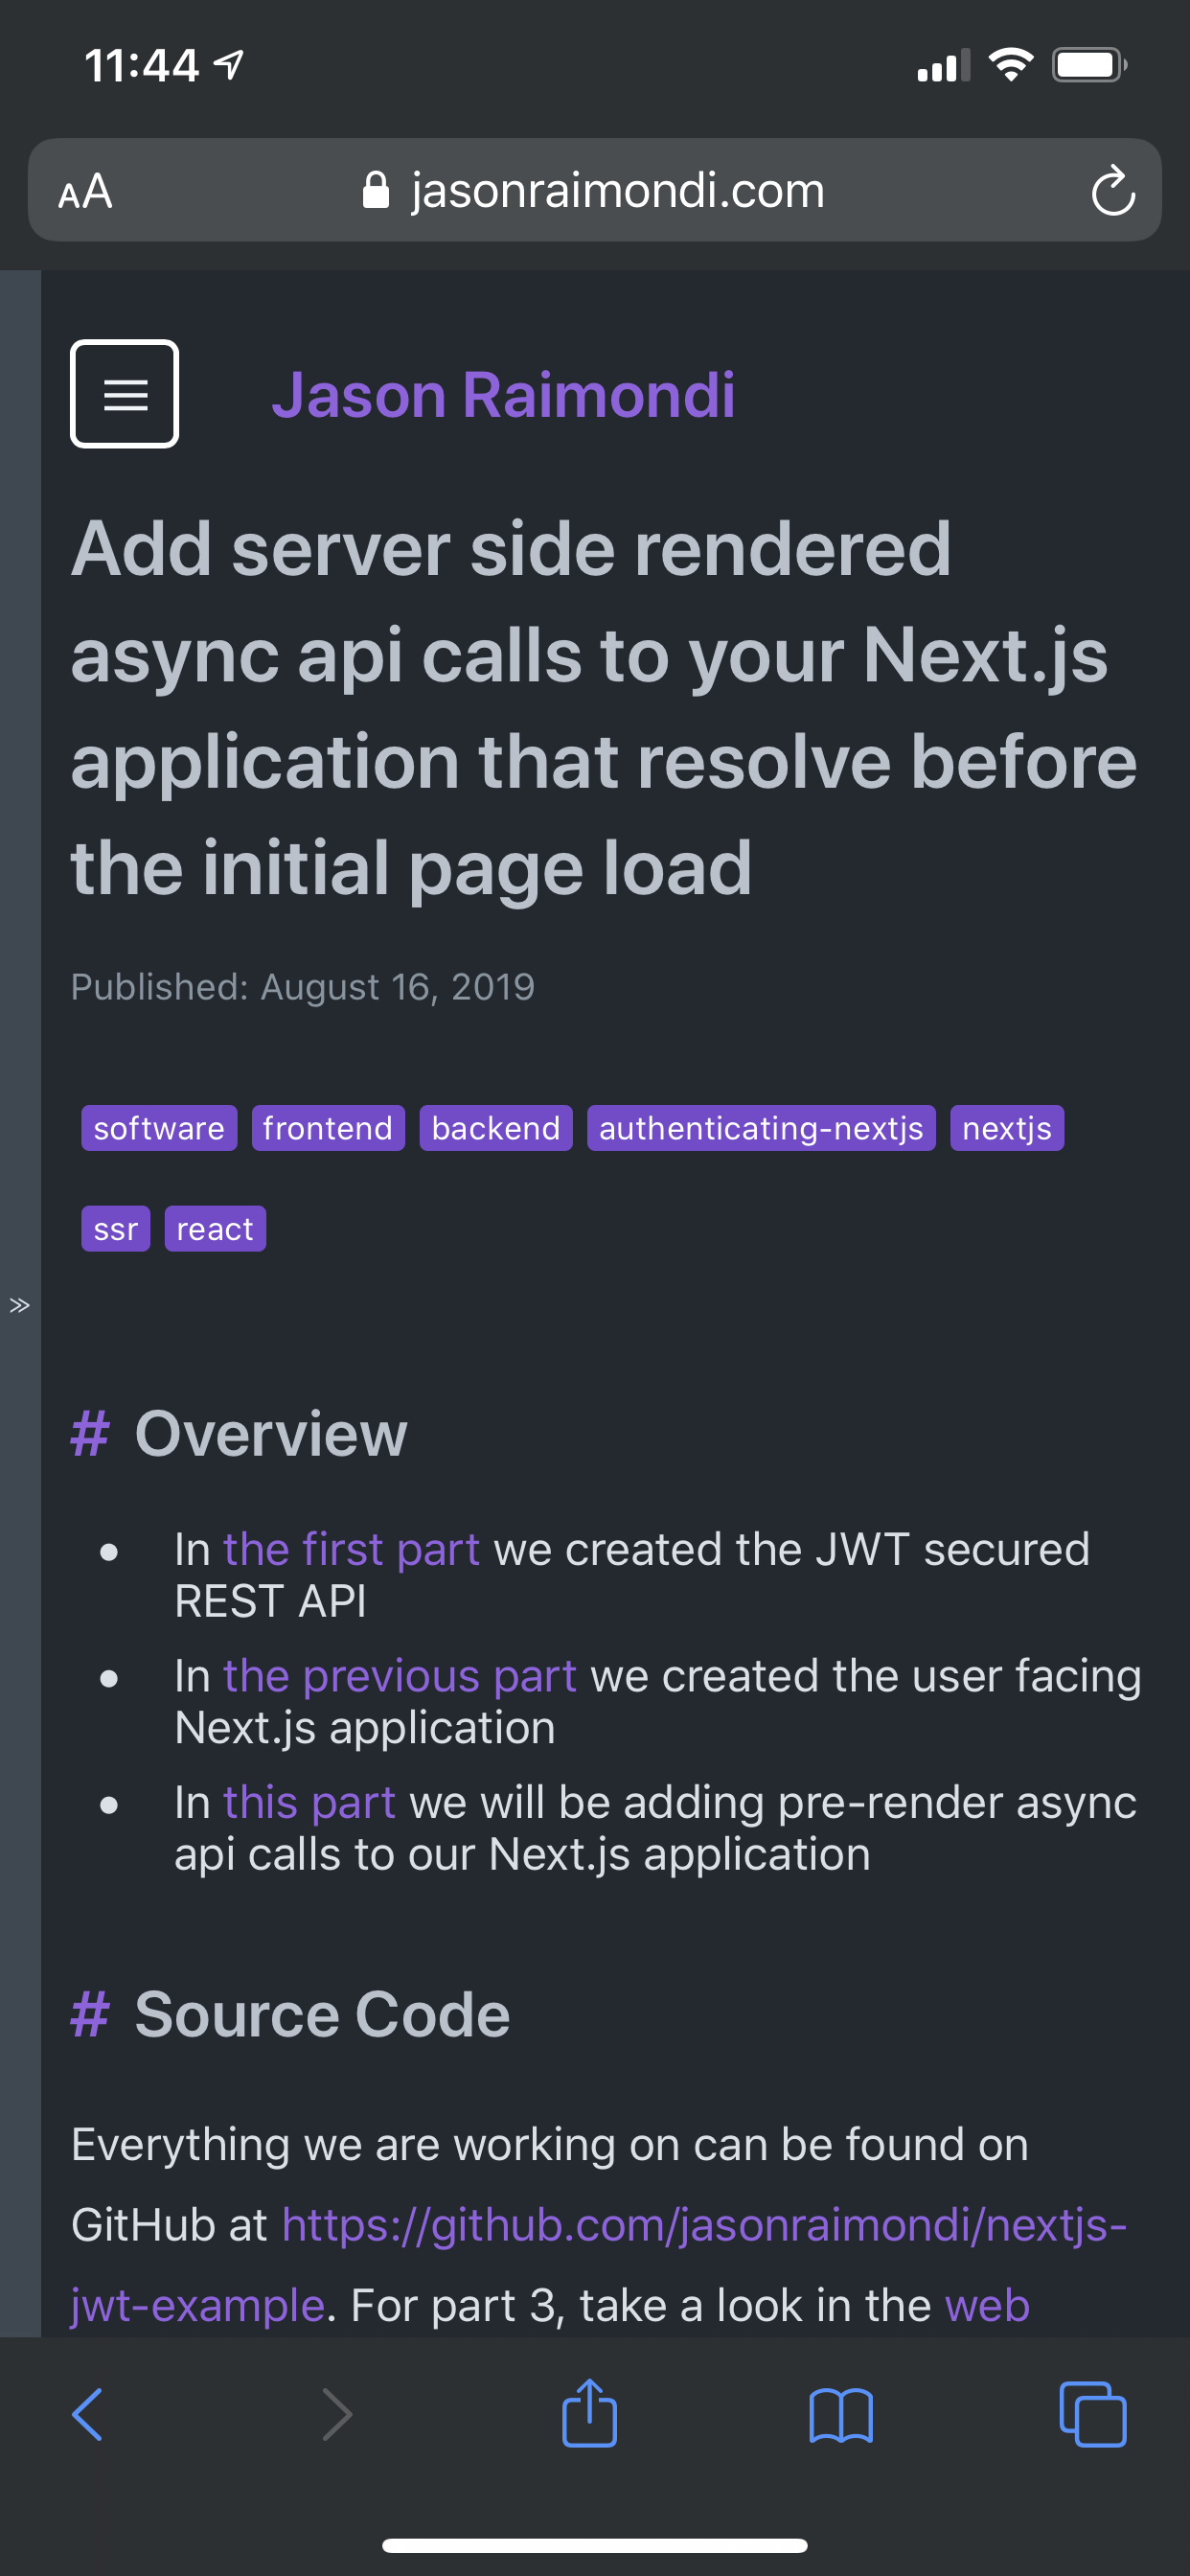 11:44
AA jasonraimondi.com
Jason Raimondi
Add server side rendered
async api calls to your Next.js
application that resolve before
the initial page load
Published: August 16, 2019
software frontend backend authenticating-nextjs nextjs
ssr react
»
# Overview
• In the first part we created the JWT secured
REST API
• In the previous part we created the user facing
Next.js application
• In this part we will be adding pre-render async
api calls to our Next.js application
# Source Code
Everything we are working on can be found on
GitHub at https://github.com/jasonraimondi/nextjs-
jwt-example. For part 3, take a look in the web